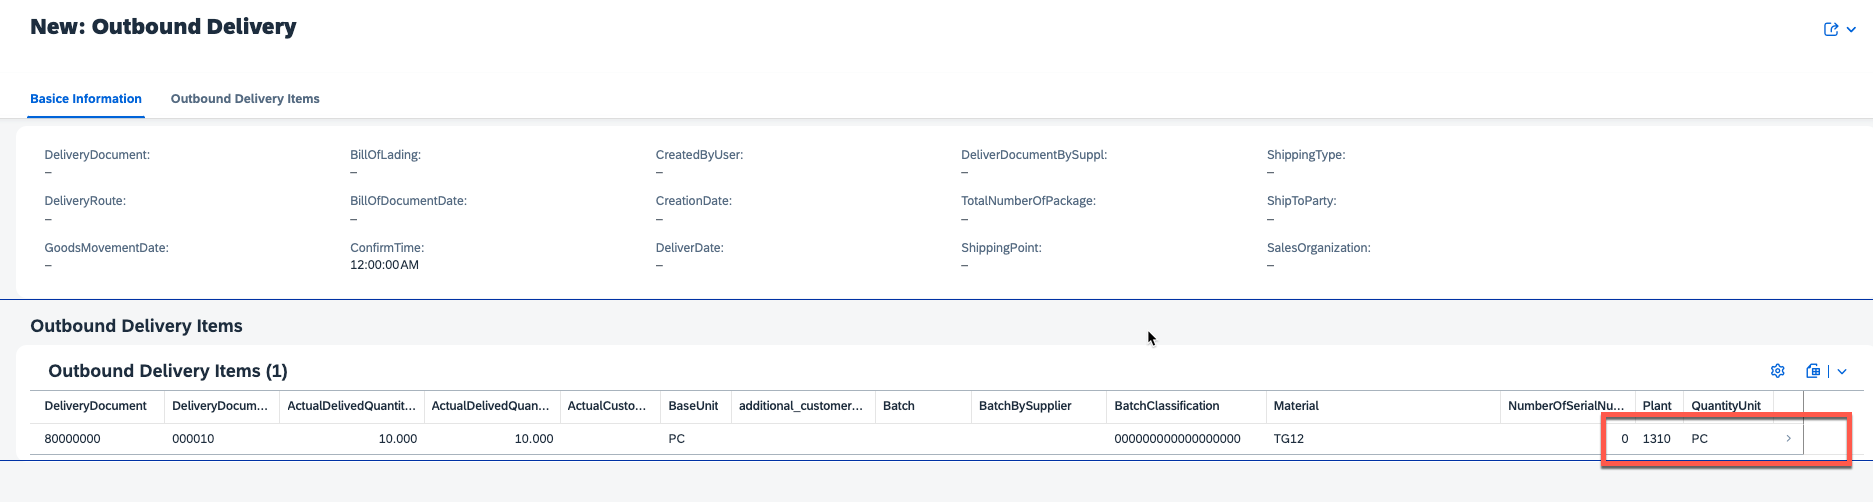 New: Outbound Delivery
Basice Information Outbound Delivery Items
DeliveryDocument: BillOfLading: CreatedByUser: DeliverDocumentBySuppl: ShippingType:
– – – – –
DeliveryRoute: BillOfDocumentDate: CreationDate: TotalNumberOfPackage: ShipToParty:
– – – – –
GoodsMovementDate: ConfirmTime: DeliverDate: ShippingPoint: SalesOrganization:
– 12:00:00 AM – – –
Outbound Delivery Items
Outbound Delivery Items (1)
DeliveryDocument DeliveryDocum... ActualDelivedQuantit... ActualDelivedQuan... ActualCusto... BaseUnit additional_customer... Batch BatchBySupplier BatchClassification Material NumberOfSerialNu... Plant QuantityUnit
80000000 000010 10.000 10.000 PC 000000000000000000 TG12 0 1310 PC